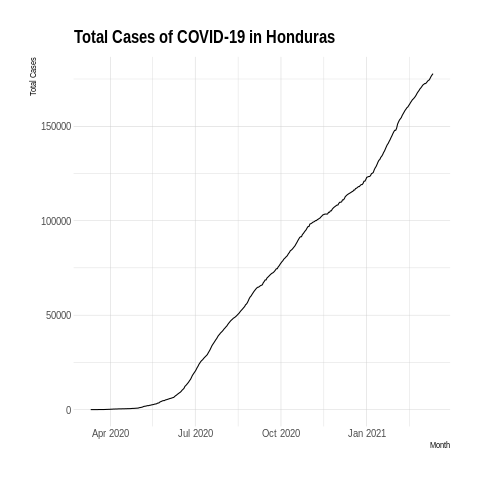 Total Cases of COVID-19 in Honduras
Total Cases
150000
100000
50000
0
Apr 2020 Jul 2020 Oct 2020 Jan 2021
Month